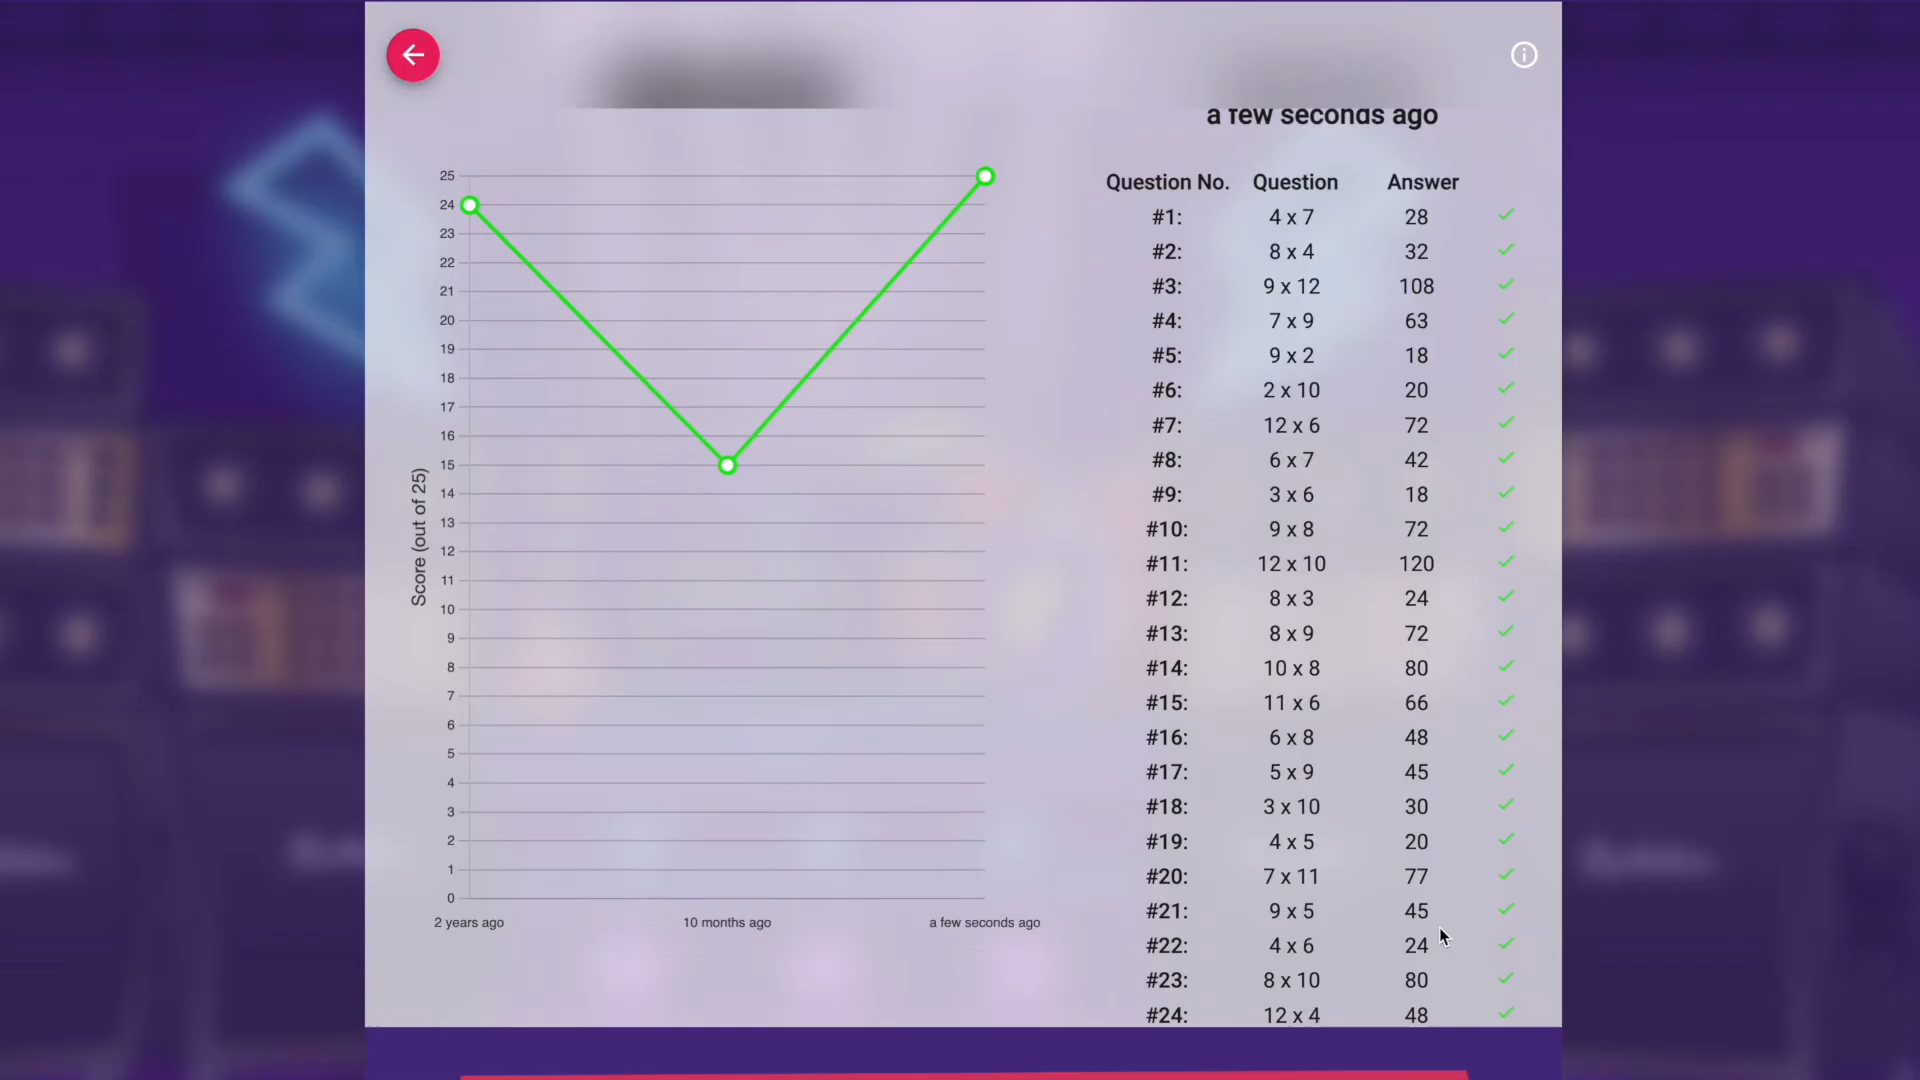 a few seconds ago
25
24
23
22
21
20
19
18
17
16
15
14
13
12
11
10
9
8
7
6
5
4
3
2
1
0
Score (out of 25)
2 years ago 10 months ago a few seconds ago
Question No. Question Answer
#1: 4 x 7 28
#2: 8 x 4 32
#3: 9 x 12 108
#4: 7 x 9 63
#5: 9 x 2 18
#6: 2 x 10 20
#7: 12 x 6 72
#8: 6 x 7 42
#9: 3 x 6 18
#10: 9 x 8 72
#11: 12 x 10 120
#12: 8 x 3 24
#13: 8 x 9 72
#14: 10 x 8 80
#15: 11 x 6 66
#16: 6 x 8 48
#17: 5 x 9 45
#18: 3 x 10 30
#19: 4 x 5 20
#20: 7 x 11 77
#21: 9 x 5 45
#22: 4 x 6 24
#23: 8 x 10 80
#24: 12 x 4 48